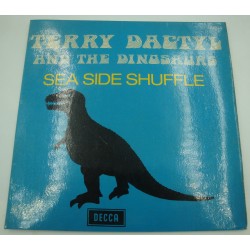 TERRY DACTYL
AND THE DINOSAURS
SEA SIDE SHUFFLE
DECCA